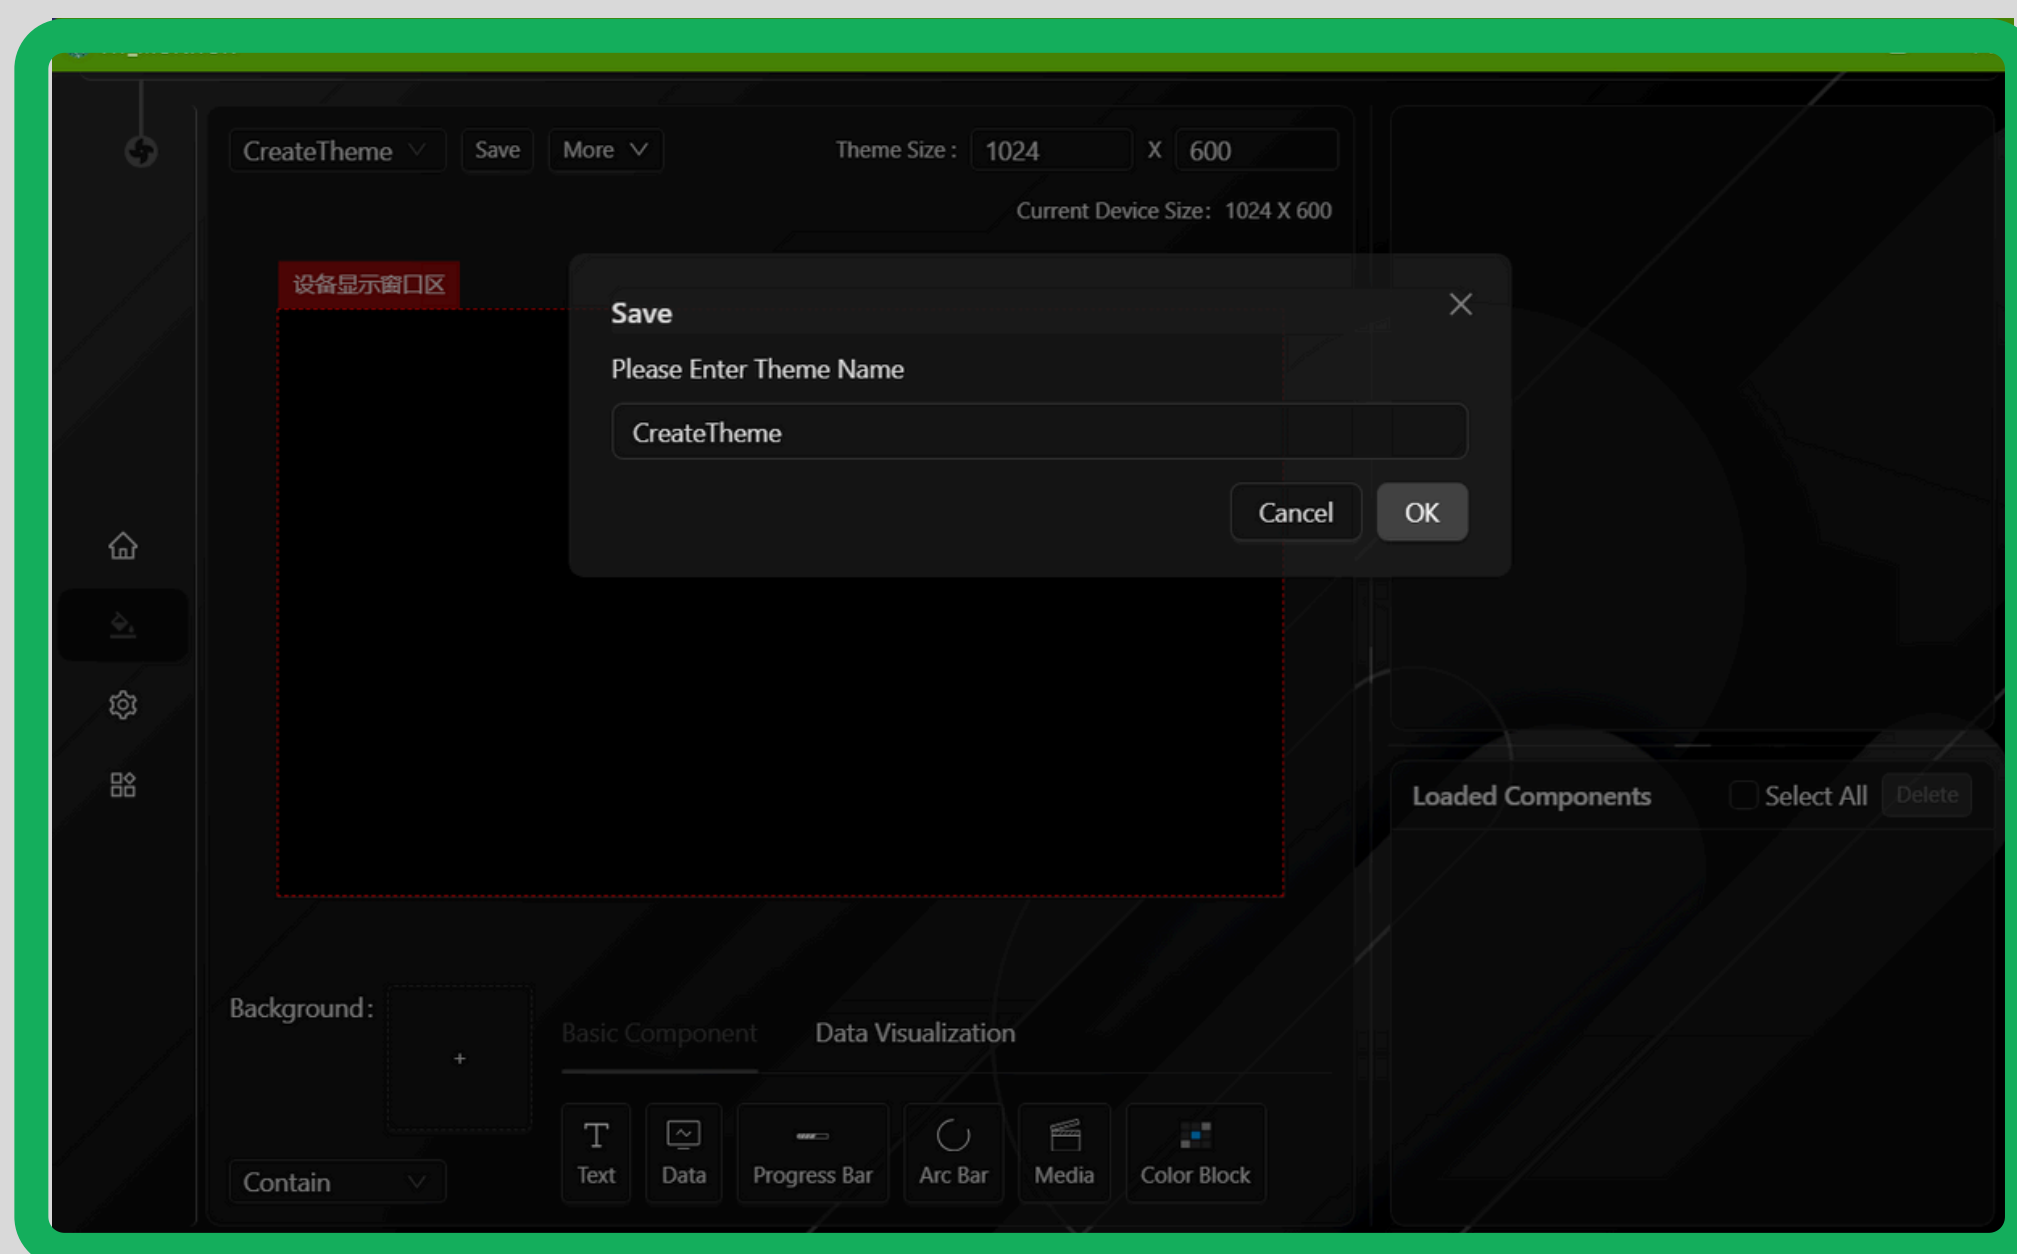 CreateTheme
Save
More
Theme Size : 1024 X 600
Current Device Size: 1024 X 600
设备显示窗口区
Save
Please Enter Theme Name
CreateTheme
Cancel
OK
Loaded Components
Select All
Delete
Background :
+
Basic Component
Data Visualization
Contain
Text
Data
Progress Bar
Arc Bar
Media
Color Block